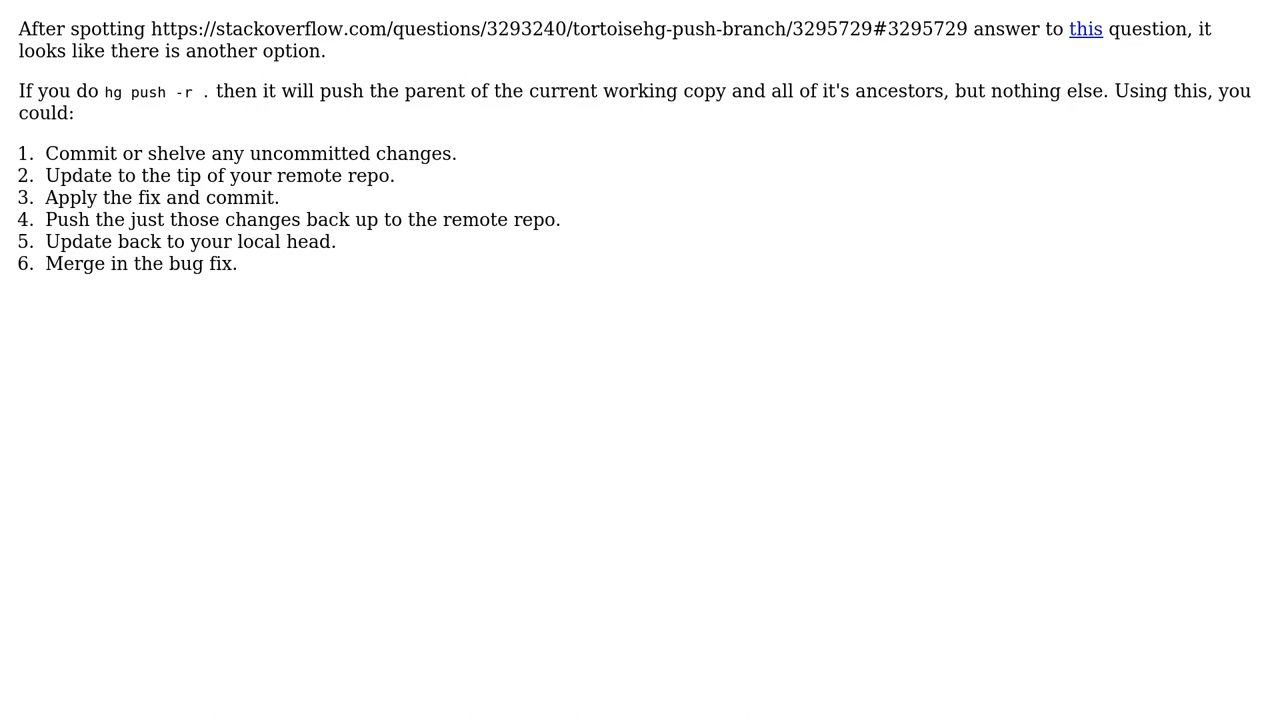 After spotting https://stackoverflow.com/questions/3293240/tortoisehg-push-branch/3295729#3295729 answer to this question, it
looks like there is another option.
If you do hg push -r . then it will push the parent of the current working copy and all of it's ancestors, but nothing else. Using this, you
could:
1. Commit or shelve any uncommitted changes.
2. Update to the tip of your remote repo.
3. Apply the fix and commit.
4. Push the just those changes back up to the remote repo.
5. Update back to your local head.
6. Merge in the bug fix.